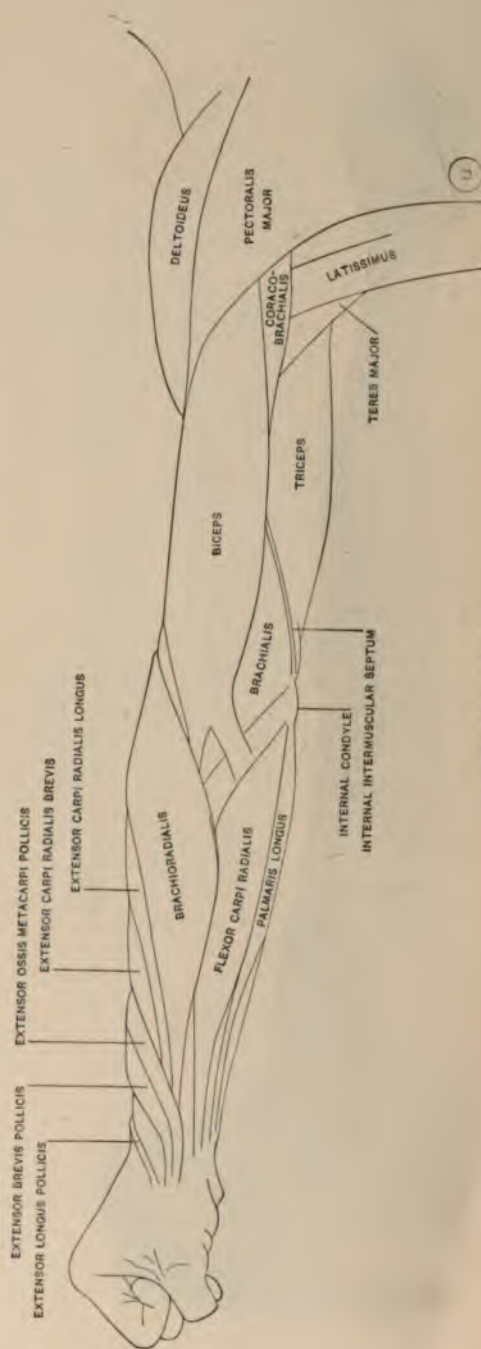 EXTENSOR BREVIS POLLICIS
EXTENSOR LONGUS POLLICIS
EXTENSOR OSSIS METACARPI POLLICIS
EXTENSOR CARPI RADIALIS BREVIS
EXTENSOR CARPI RADIALIS LONGUS
DELTOIDEUS
PECTORALIS
MAJOR
BRACHIORADIALIS
BICEPS
CORACO-
BRACHIALIS
FLEXOR CARPI RADIALIS
PALMARIS LONGUS
BRACHIALIS
TRICEPS
LATISSIMUS
TERES MAJOR
INTERNAL CONDYLE
INTERNAL INTERMUSCULAR SEPTUM